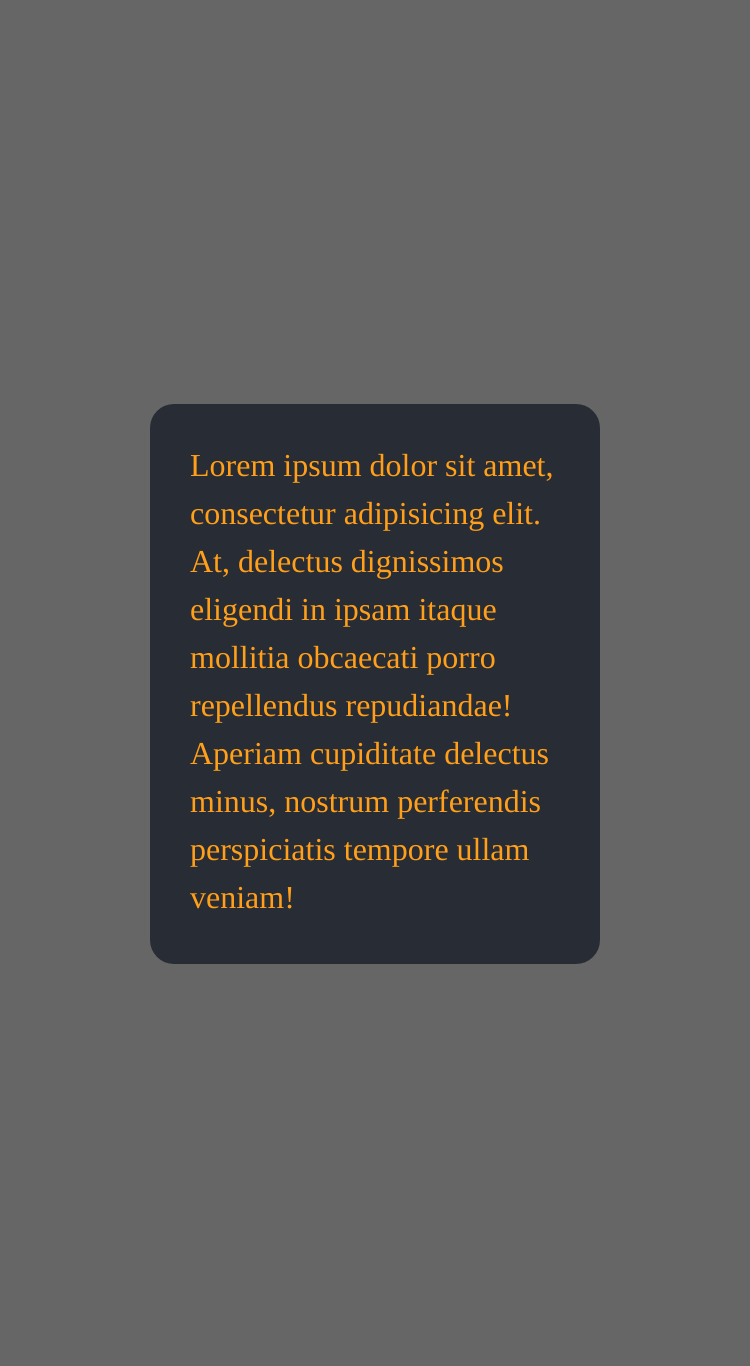 Lorem ipsum dolor sit amet,
consectetur adipisicing elit.
At, delectus dignissimos
eligendi in ipsam itaque
mollitia obcaecati porro
repellendus repudiandae!
Aperiam cupiditate delectus
minus, nostrum perferendis
perspiciatis tempore ullam
veniam!